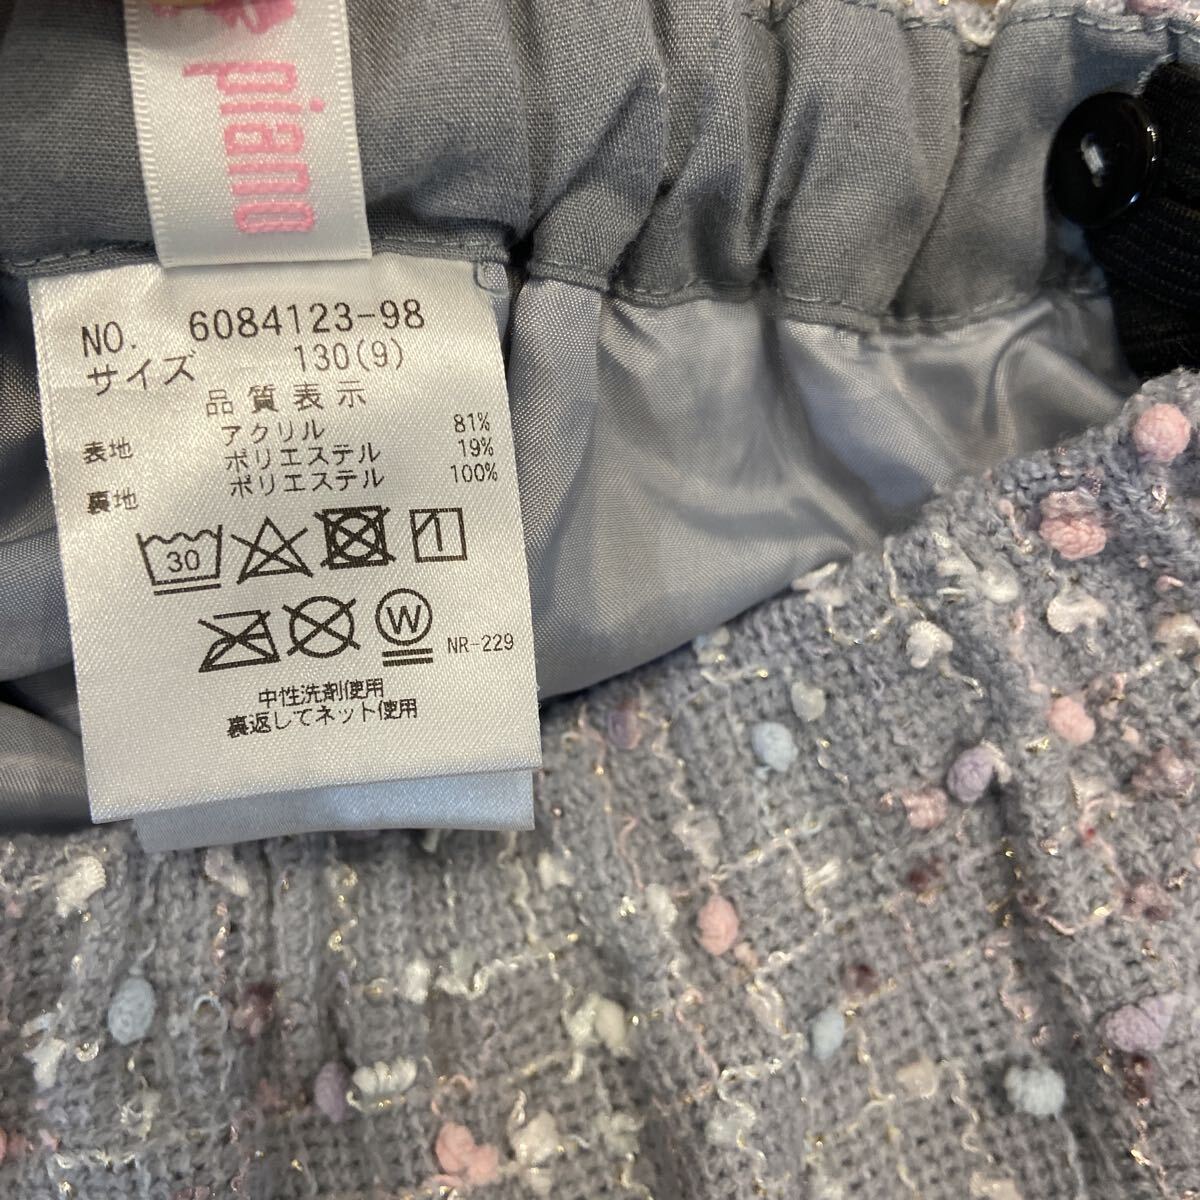 piano
NO. 6084123-98
サイズ 130(9)
品質表示
表地 アクリル 81%
ポリエステル 19%
裏地 ポリエステル 100%
30
W NR-229
中性洗剤使用
裏返してネット使用